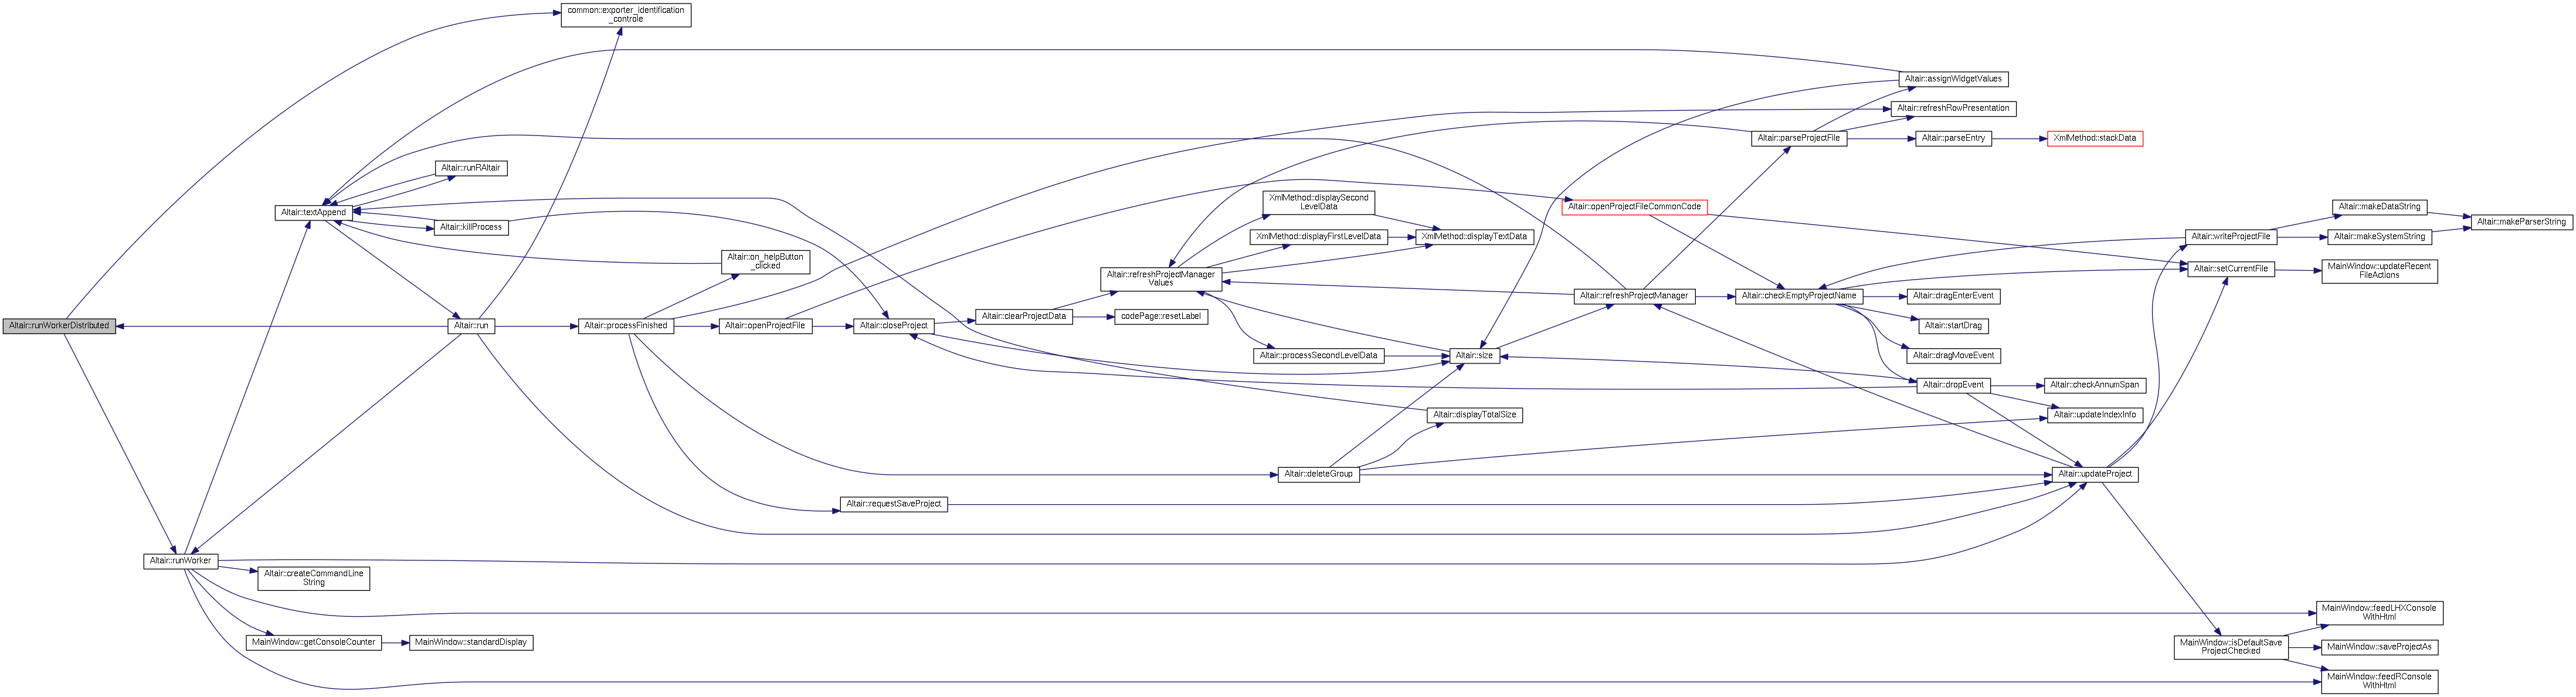 common::exporter_identification
_controle
Altair::assignWidgetValues
Altair::refreshRowPresentation
Altair::parseProjectFile
Altair::parseEntry
XmlMethod::stackData
Altair::runRAltair
XmlMethod::displaySecond
LevelData
Altair::openProjectFileCommonCode
Altair::makeDataString
Altair::textAppend
Altair::makeParserString
Altair::killProcess
XmlMethod::displayFirstLevelData
XmlMethod::displayTextData
Altair::writeProjectFile
Altair::makeSystemString
Altair::on_helpButton
_clicked
Altair::refreshProjectManager
Values
Altair::setCurrentFile
MainWindow::updateRecent
FileActions
Altair::refreshProjectManager
Altair::checkEmptyProjectName
Altair::dragEnterEvent
Altair::clearProjectData
codePage::resetLabel
Altair::runWorkerDistributed
Altair::run
Altair::processFinished
Altair::openProjectFile
Altair::closeProject
Altair::startDrag
Altair::processSecondLevelData
Altair::size
Altair::dragMoveEvent
Altair::dropEvent
Altair::checkAnnumSpan
Altair::displayTotalSize
Altair::updateIndexInfo
Altair::deleteGroup
Altair::updateProject
Altair::requestSaveProject
Altair::runWorker
Altair::createCommandLine
String
MainWindow::feedLHXConsole
WithHtml
MainWindow::getConsoleCounter
MainWindow::standardDisplay
MainWindow::isDefaultSave
ProjectChecked
MainWindow::saveProjectAs
MainWindow::feedRConsole
WithHtml